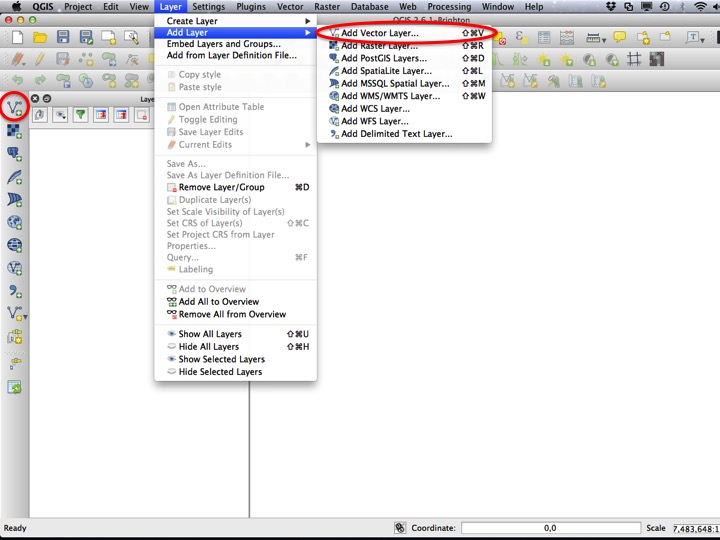 QGIS Project Edit View Layer Settings Plugins Vector Raster Database Web Processing Window Help
QGIS 2.6.1-Brighton
Create Layer
Add Layer
Embed Layers and Groups...
Add from Layer Definition File...
Copy style
Paste style
Open Attribute Table
Toggle Editing
Save Layer Edits
Current Edits
Save As...
Save As Layer Definition File...
Remove Layer/Group ⌘D
Duplicate Layer(s)
Set Scale Visibility of Layer(s)
Set CRS of Layer(s) ⇧⌘C
Set Project CRS from Layer
Properties...
Query... ⌘F
Labeling
Add to Overview
Add All to Overview
Remove All from Overview
Show All Layers ⇧⌘U
Hide All Layers ⇧⌘H
Show Selected Layers
Hide Selected Layers
Add Vector Layer... ⇧⌘V
Add Raster Layer... ⇧⌘R
Add PostGIS Layers... ⇧⌘D
Add SpatiaLite Layer... ⇧⌘L
Add MSSQL Spatial Layer... ⇧⌘M
Add WMS/WMTS Layer... ⇧⌘W
Add WCS Layer...
Add WFS Layer...
Add Delimited Text Layer...
Laye
Ready Coordinate: 0,0 Scale 7,483,648:1